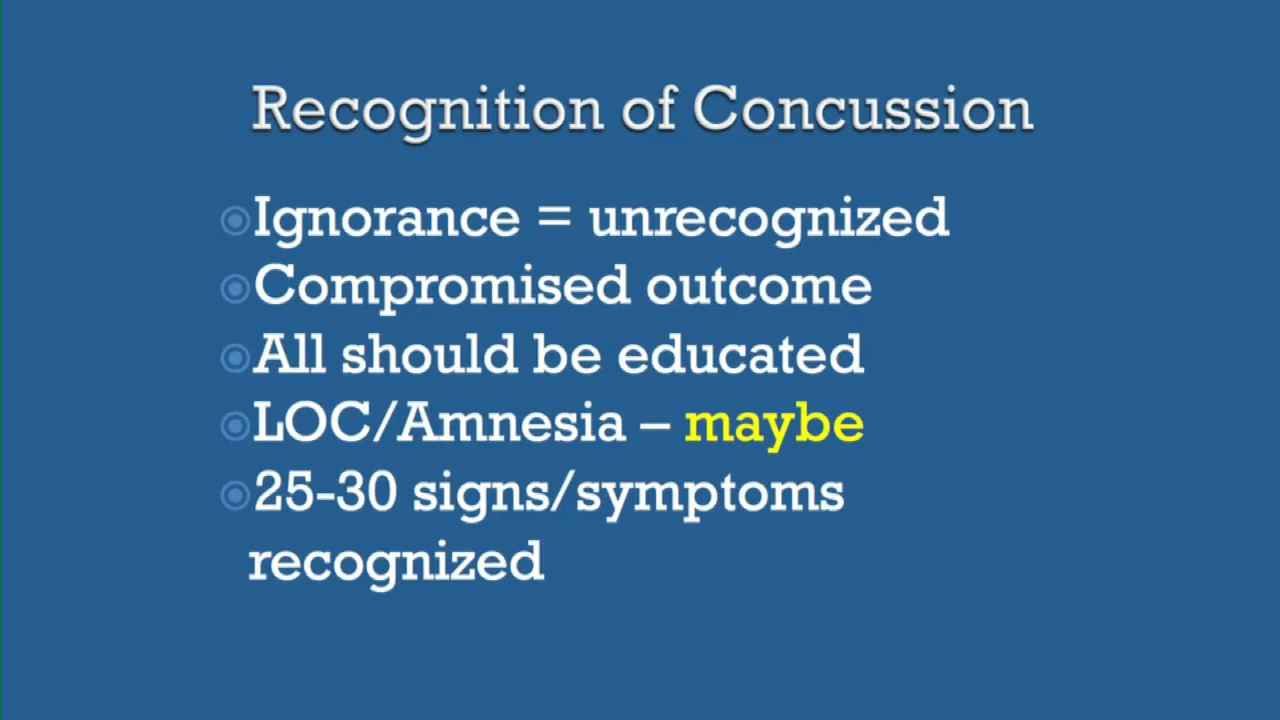 Recognition of Concussion
Ignorance = unrecognized
Compromised outcome
All should be educated
LOC/Amnesia – maybe
25-30 signs/symptoms
recognized